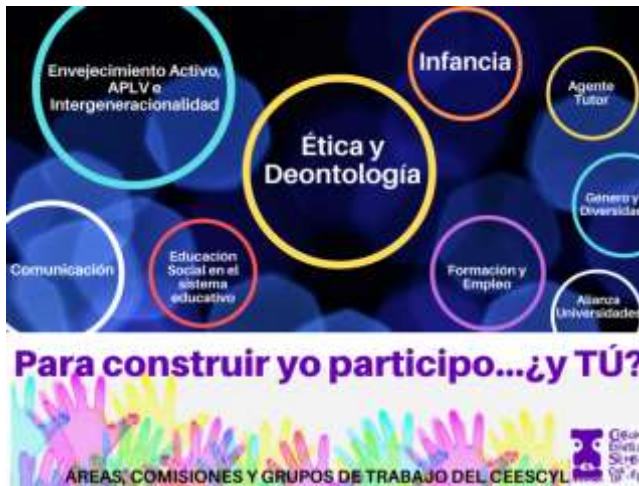 Envejecimiento Activo,
APLV e
Intergeneracionalidad
Infancia
Agente
Tutor
Ética y
Deontología
Género y
Diversidad
Comunicación
Educación
Social en el
sistema
educativo
Formación y
Empleo
Alianza
Universidades
Para construir yo participo...¿y TÚ?
ÁREAS, COMISIONES Y GRUPOS DE TRABAJO DEL CEESCYL